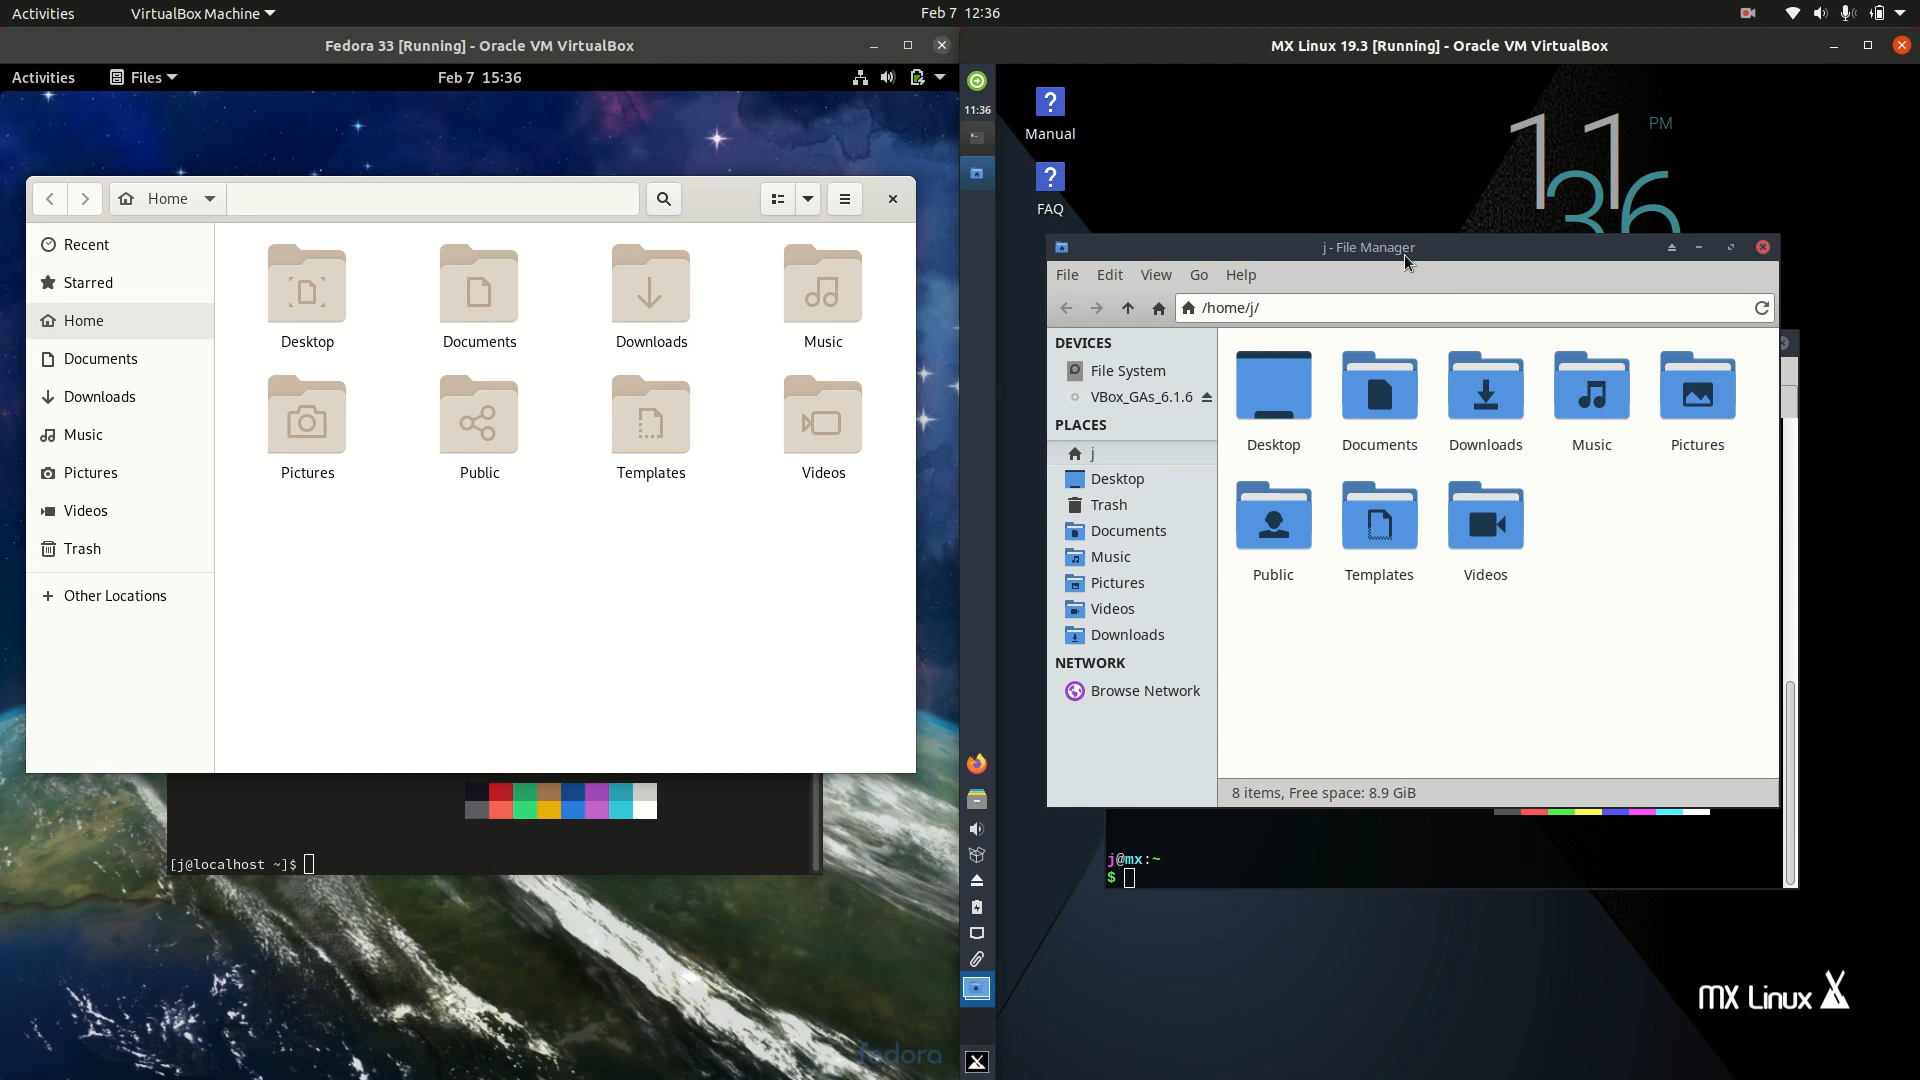 Activities
VirtualBox Machine
Feb 7 12:36
Fedora 33 [Running] - Oracle VM VirtualBox
Activities
Files
Feb 7 15:36
Home
Recent
Starred
Home
Documents
Downloads
Music
Pictures
Videos
Trash
Other Locations
Desktop
Documents
Downloads
Music
Pictures
Public
Templates
Videos
[j@localhost ~]$
fedora
MX Linux 19.3 [Running] - Oracle VM VirtualBox
11:36
Manual
FAQ
11
PM
36
j - File Manager
File Edit View Go Help
/home/j/
DEVICES
File System
VBox_GAs_6.1.6
PLACES
j
Desktop
Trash
Documents
Music
Pictures
Videos
Downloads
NETWORK
Browse Network
Desktop
Documents
Downloads
Music
Pictures
Public
Templates
Videos
8 items, Free space: 8.9 GiB
j@mx:~
$
MX Linux